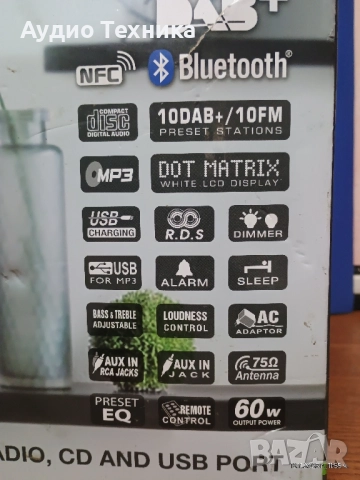 Аудио Техника
DAB+
NFC Bluetooth®
COMPACT
disc
DIGITAL AUDIO
10DAB+/10FM
PRESET STATIONS
MP3
DOT MATRIX
WHITE LCD DISPLAY
USB
CHARGING
R.D.S
DIMMER
USB
FOR MP3
ALARM
SLEEP
BASS & TREBLE
ADJUSTABLE
LOUDNESS
CONTROL
AC
ADAPTOR
AUX IN
RCA JACKS
AUX IN
JACK
75Ω
Antenna
PRESET
EQ
REMOTE
CONTROL
60W
OUTPUT POWER
ADIO, CD AND USB PORT
BAZAR